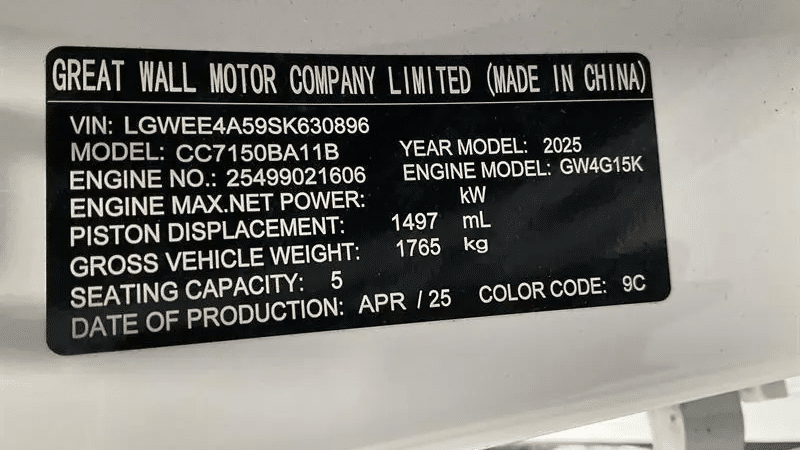 GREAT WALL MOTOR COMPANY LIMITED (MADE IN CHINA)
VIN: LGWEE4A59SK630896
MODEL: CC7150BA11B YEAR MODEL: 2025
ENGINE NO.: 25499021606 ENGINE MODEL: GW4G15K
ENGINE MAX.NET POWER: kW
PISTON DISPLACEMENT: 1497 mL
GROSS VEHICLE WEIGHT: 1765 kg
SEATING CAPACITY: 5
DATE OF PRODUCTION: APR / 25 COLOR CODE: 9C